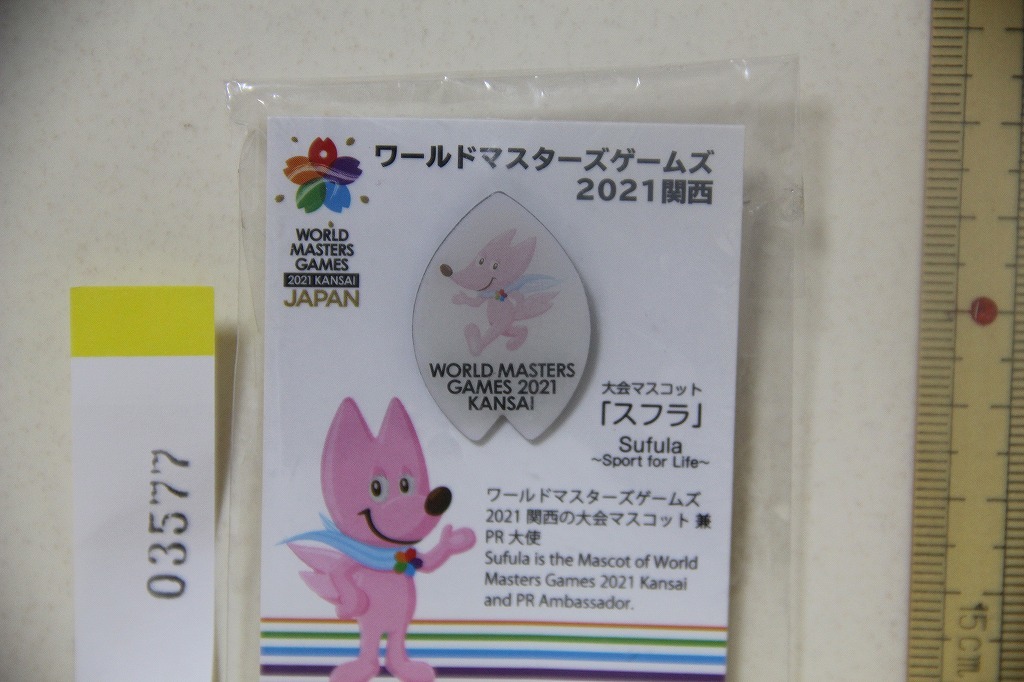 ワールドマスターズゲームズ
2021関西
WORLD
MASTERS
GAMES
2021 KANSAI
JAPAN
WORLD MASTERS
GAMES 2021
KANSAI
大会マスコット
「スフラ」
Sufula
~Sport for Life~
ワールドマスターズゲームズ
2021 関西の大会マスコット 兼
PR 大使
Sufula is the Mascot of World
Masters Games 2021 Kansai
and PR Ambassador.
03577
5cm